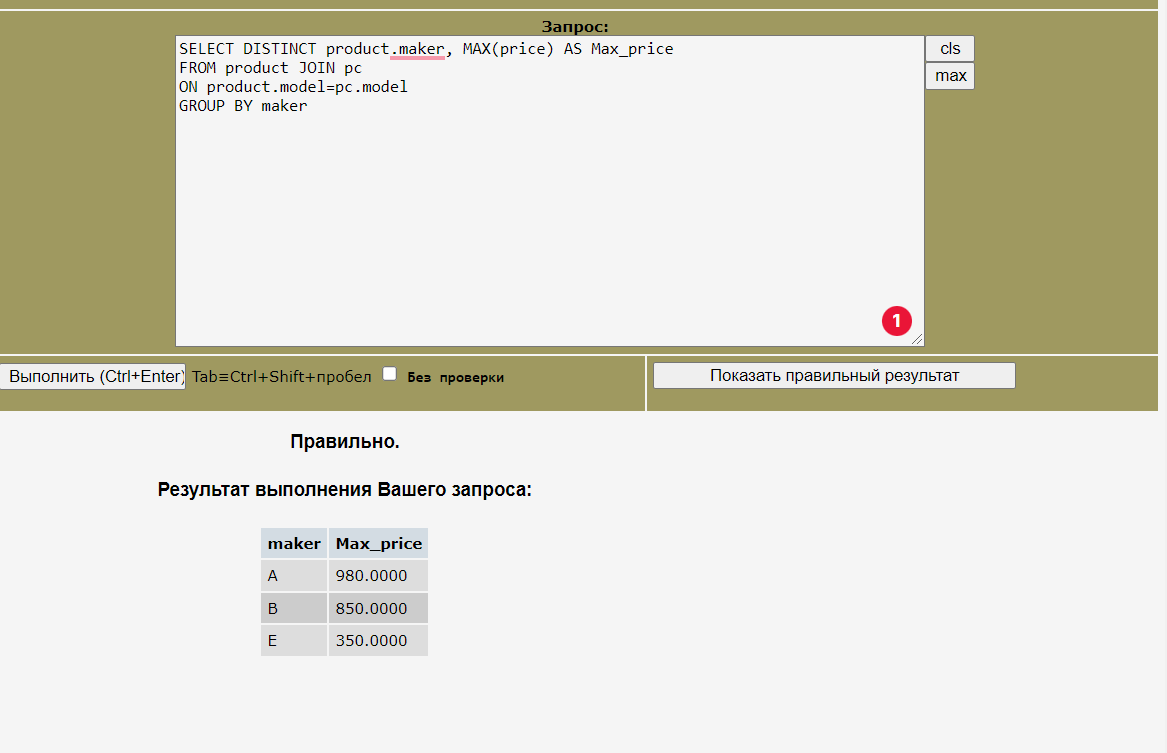 Запрос:
SELECT DISTINCT product.maker, MAX(price) AS Max_price
FROM product JOIN pc
ON product.model=pc.model
GROUP BY maker
cls
max
1
Выполнить (Ctrl+Enter) Tab≡Ctrl+Shift+пробел Без проверки
Показать правильный результат
Правильно.
Результат выполнения Вашего запроса:
maker Max_price
A 980.0000
B 850.0000
E 350.0000